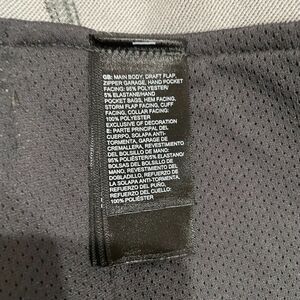 GB: MAIN BODY, DRAFT FLAP,
ZIPPER GARAGE, HAND POCKET
FACING: 95% POLYESTER/
5% ELASTANE/HAND
POCKET BAGS, HEM FACING,
STORM FLAP FACING, CUFF
FACING, COLLAR FACING:
100% POLYESTER
EXCLUSIVE OF DECORATION
E: PARTE PRINCIPAL DEL
CUERPO, SOLAPA ANTI-
TORMENTA, GARAGE DE
CREMALLERA, REVESTIMIENTO
DEL BOLSILLO DE MANO:
95% POLIÉSTER/5% ELASTANO/
BOLSAS DEL BOLSILLO DE
MANO, REVESTIMIENTO DEL
DOBLADILLO, REFUERZO DE
LA SOLAPA ANTI-TORMENTA,
REFUERZO DEL PUÑO,
REFUERZO DEL CUELLO:
100% POLIÉSTER